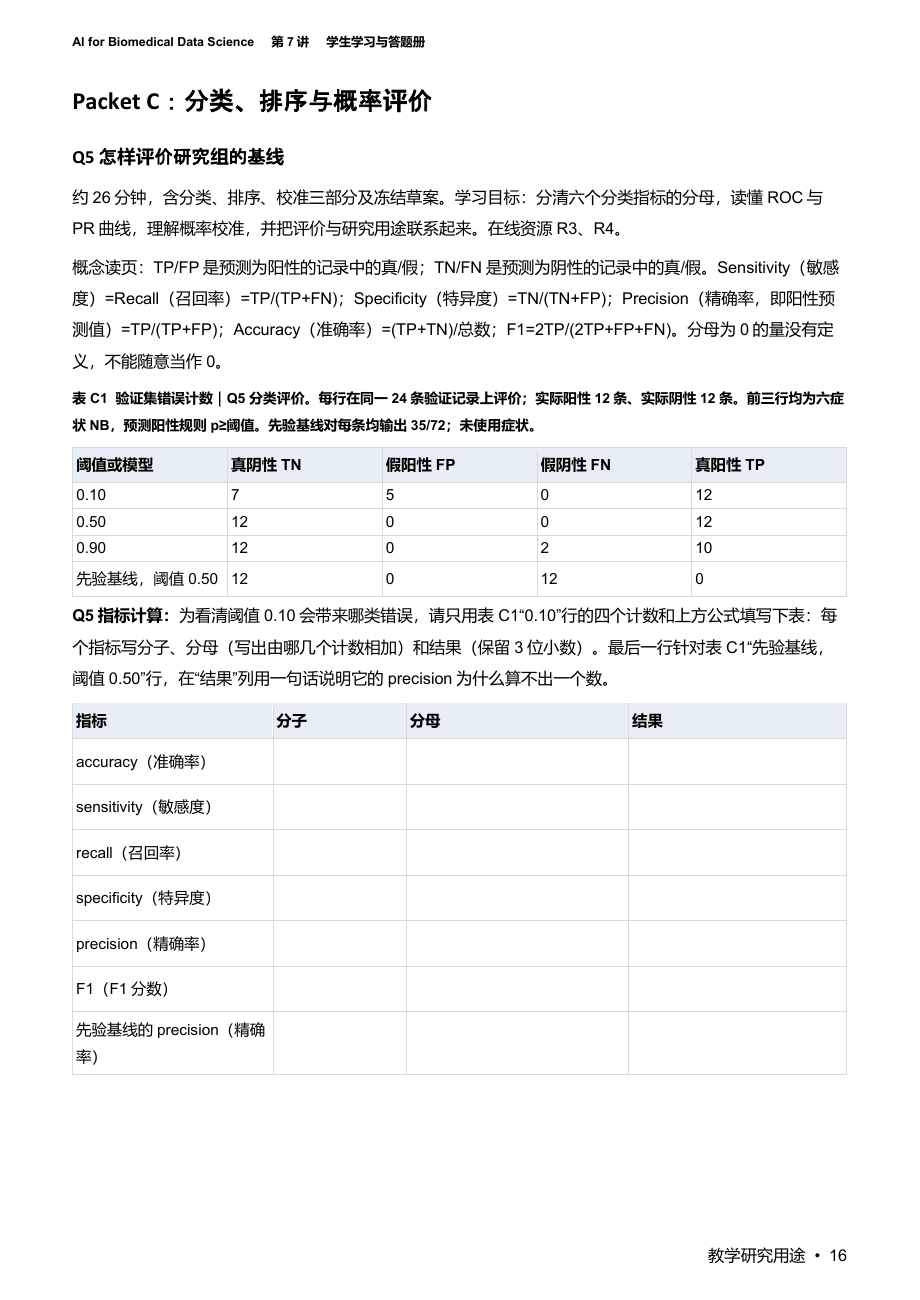 AI for Biomedical Data Science 第 7 讲 学生学习与答题册
Packet C：分类、排序与概率评价
Q5 怎样评价研究组的基线
约 26 分钟，含分类、排序、校准三部分及冻结草案。学习目标：分清六个分类指标的分母，读懂 ROC 与
PR 曲线，理解概率校准，并把评价与研究用途联系起来。在线资源 R3、R4。
概念读页：TP/FP 是预测为阳性的记录中的真/假；TN/FN 是预测为阴性的记录中的真/假。Sensitivity（敏感
度）=Recall（召回率）=TP/(TP+FN)；Specificity（特异度）=TN/(TN+FP)；Precision（精确率，即阳性预
测值）=TP/(TP+FP)；Accuracy（准确率）=(TP+TN)/总数；F1=2TP/(2TP+FP+FN)。分母为 0 的量没有定
义，不能随意当作 0。
表 C1 验证集错误计数｜Q5 分类评价。每行在同一 24 条验证记录上评价；实际阳性 12 条、实际阴性 12 条。前三行均为六症
状 NB，预测阳性规则 p≥阈值。先验基线对每条均输出 35/72；未使用症状。
阈值或模型 真阴性 TN 假阳性 FP 假阴性 FN 真阳性 TP
0.10 7 5 0 12
0.50 12 0 0 12
0.90 12 0 2 10
先验基线，阈值 0.50 12 0 12 0
Q5 指标计算：为看清阈值 0.10 会带来哪类错误，请只用表 C1“0.10”行的四个计数和上方公式填写下表：每
个指标写分子、分母（写出由哪几个计数相加）和结果（保留 3 位小数）。最后一行针对表 C1“先验基线，
阈值 0.50”行，在“结果”列用一句话说明它的 precision 为什么算不出一个数。
指标 分子 分母 结果
accuracy（准确率）
sensitivity（敏感度）
recall（召回率）
specificity（特异度）
precision（精确率）
F1（F1 分数）
先验基线的 precision（精确
率）
教学研究用途 • 16